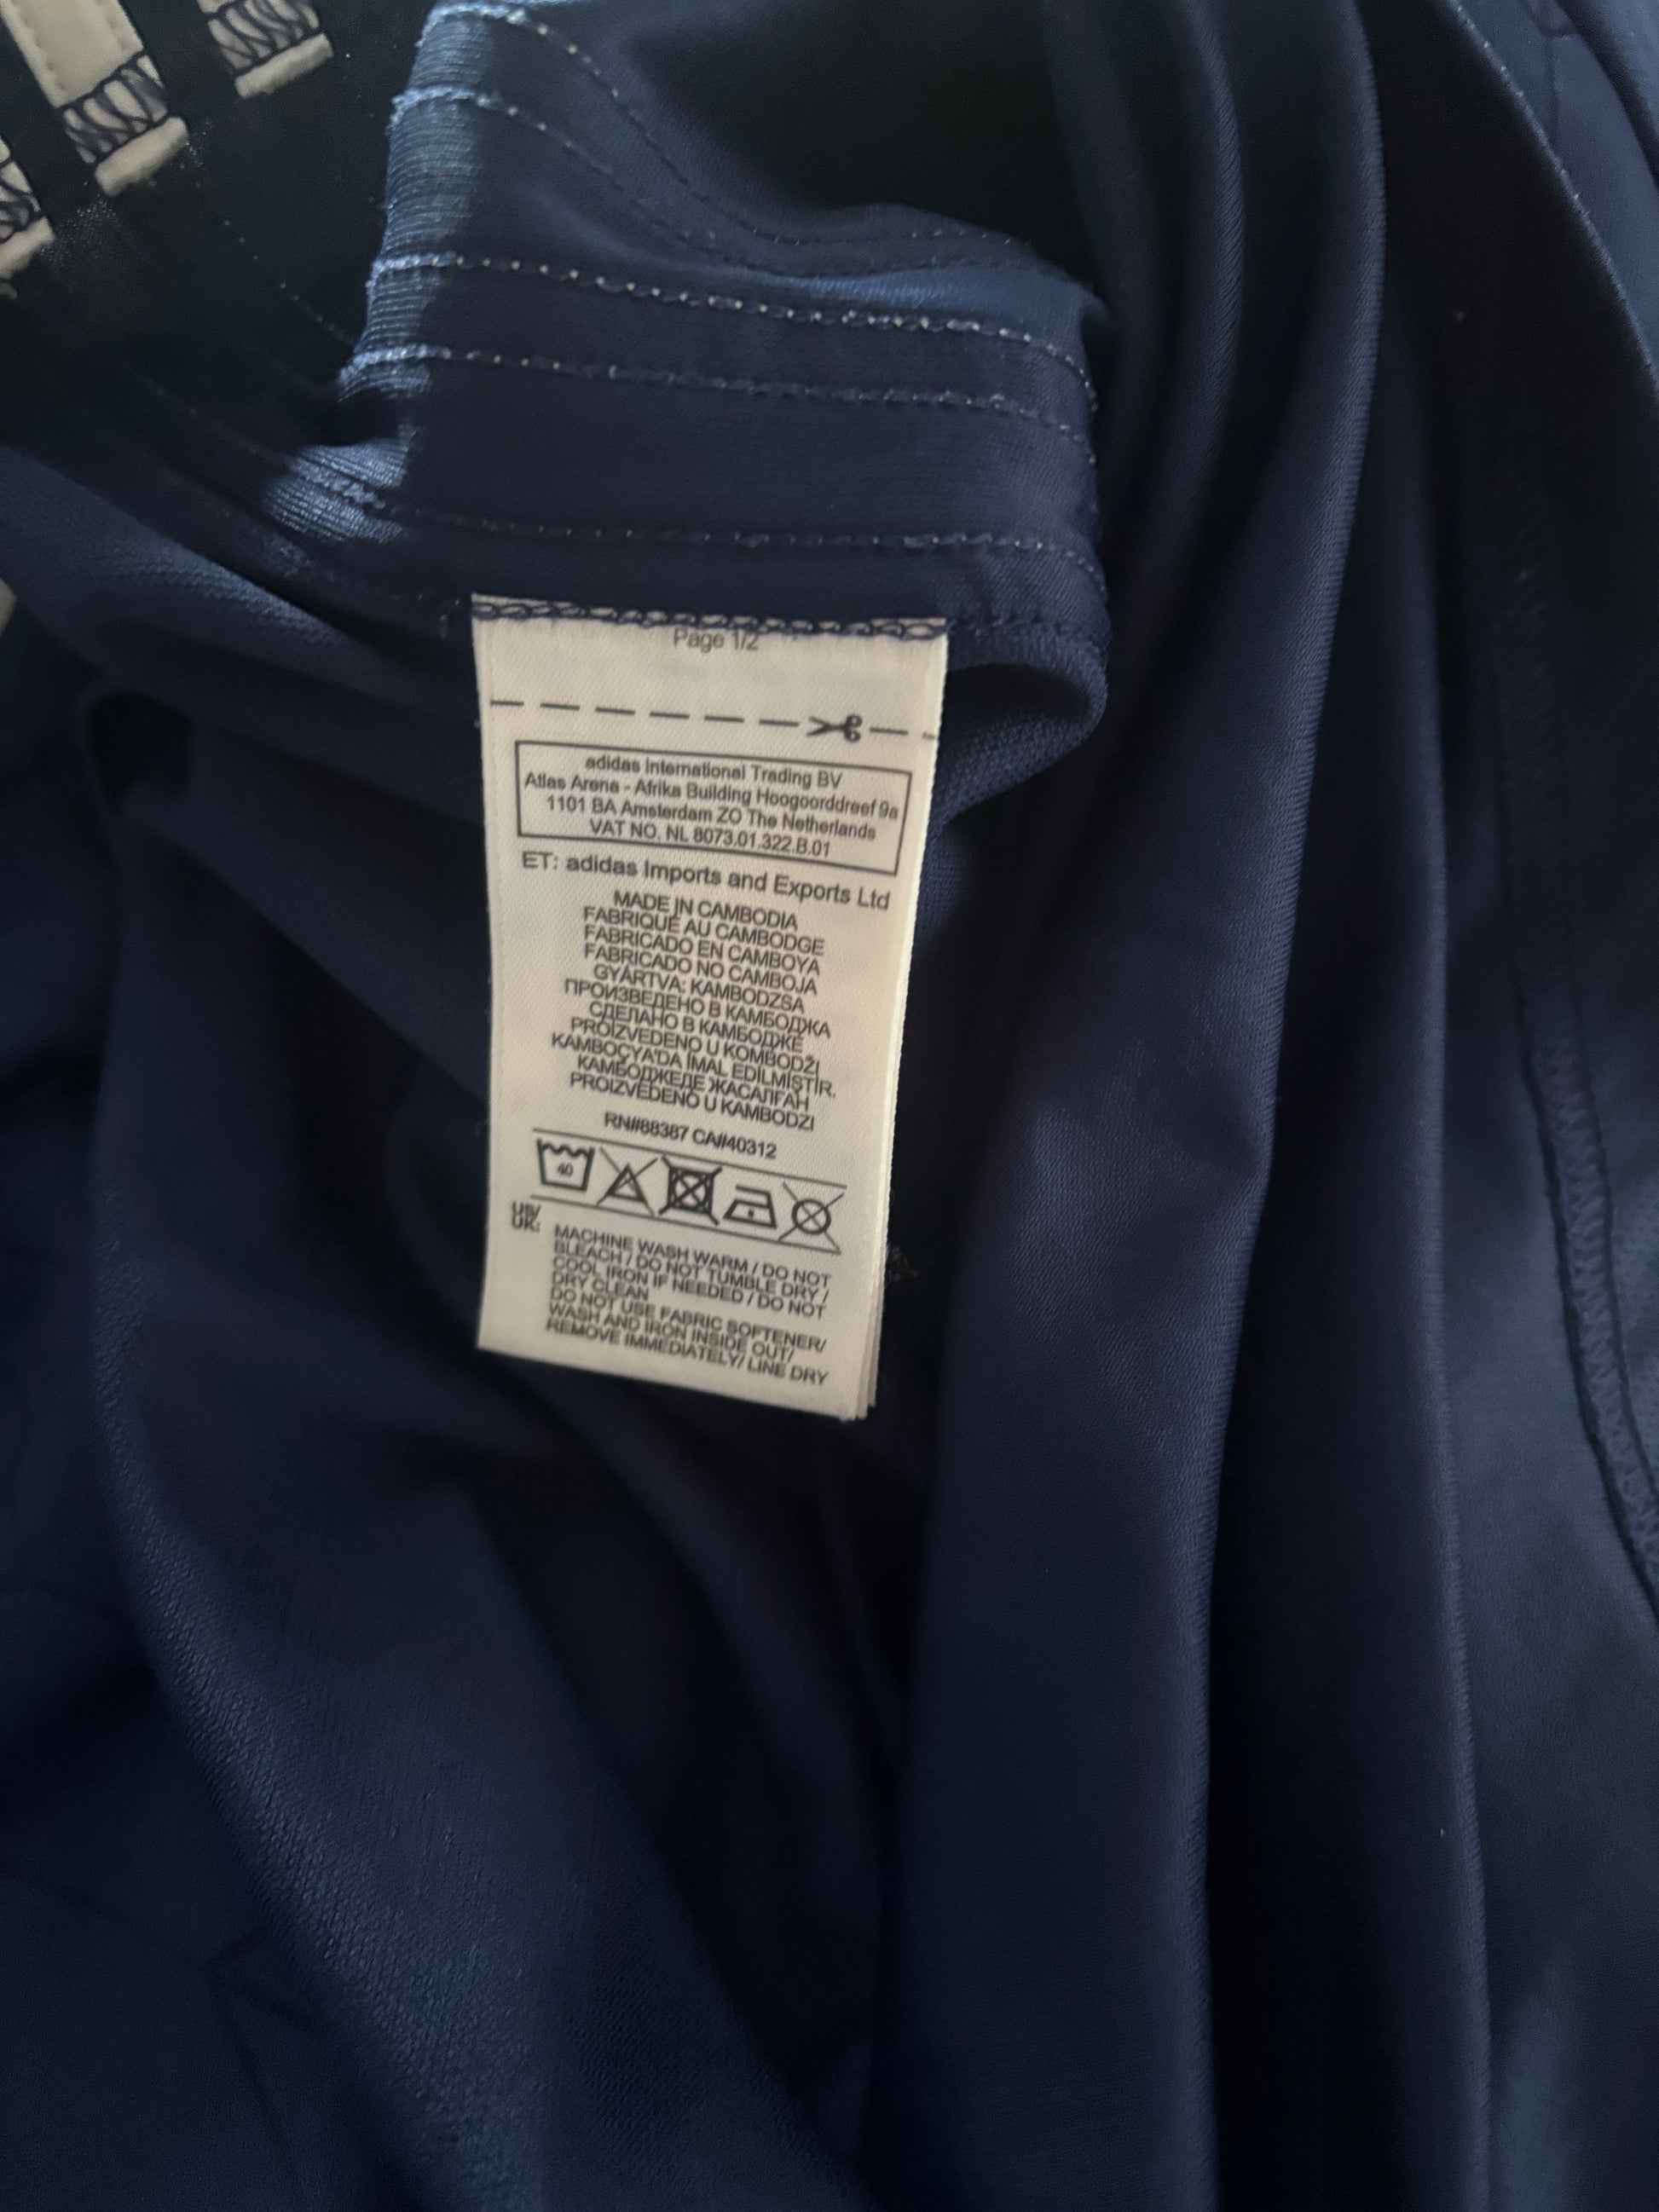 Page 1/2
adidas International Trading BV
Atlas Arena - Afrika Building Hoogoorddreef 9a
1101 BA Amsterdam ZO The Netherlands
VAT NO. NL 8073.01.322.B.01
ET: adidas Imports and Exports Ltd
MADE IN CAMBODIA
FABRIQUÉ AU CAMBODGE
FABRICADO EN CAMBOYA
FABRICADO NO CAMBOJA
GYÁRTVA: KAMBODZSA
ПРОИЗВЕДЕНО В КАМБОДЖА
СДЕЛАНО В КАМБОДЖЕ
PROIZVEDENO U KOMBODŽI
KAMBOÇYA'DA İMAL EDİLMİŞTİR.
КАМБОДЖЕДЕ ЖАСАЛҒАН
PROIZVEDENO U KAMBODZI
RN#88387 CA#40312
40
US/
UK:
MACHINE WASH WARM / DO NOT
BLEACH / DO NOT TUMBLE DRY /
COOL IRON IF NEEDED / DO NOT
DRY CLEAN
DO NOT USE FABRIC SOFTENER/
WASH AND IRON INSIDE OUT/
REMOVE IMMEDIATELY/ LINE DRY